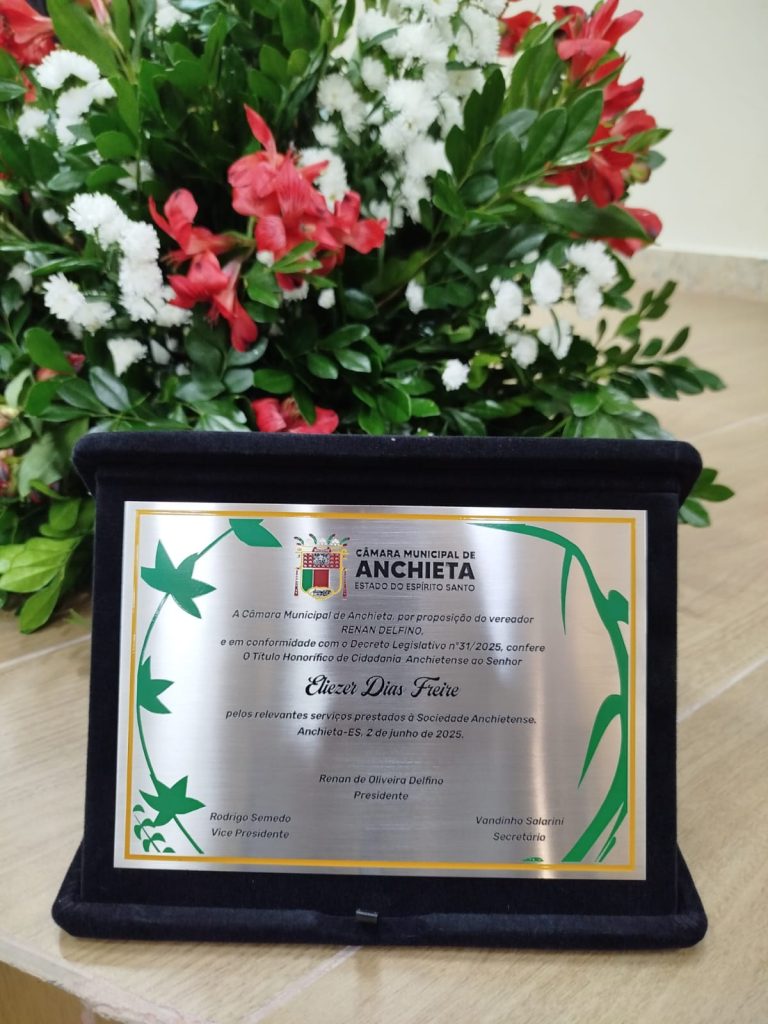 CÂMARA MUNICIPAL DE
ANCHIETA
ESTADO DO ESPÍRITO SANTO
A Câmara Municipal de Anchieta, por proposição do vereador
RENAN DELFINO,
e em conformidade com o Decreto Legislativo n°31/2025, confere
O Título Honorífico de Cidadania Anchietense ao Senhor
Eliezer Dias Freire
pelos relevantes serviços prestados à Sociedade Anchietense.
Anchieta-ES, 2 de junho de 2025.
Renan de Oliveira Delfino
Presidente
Rodrigo Semedo
Vice Presidente
Vandinho Salarini
Secretário